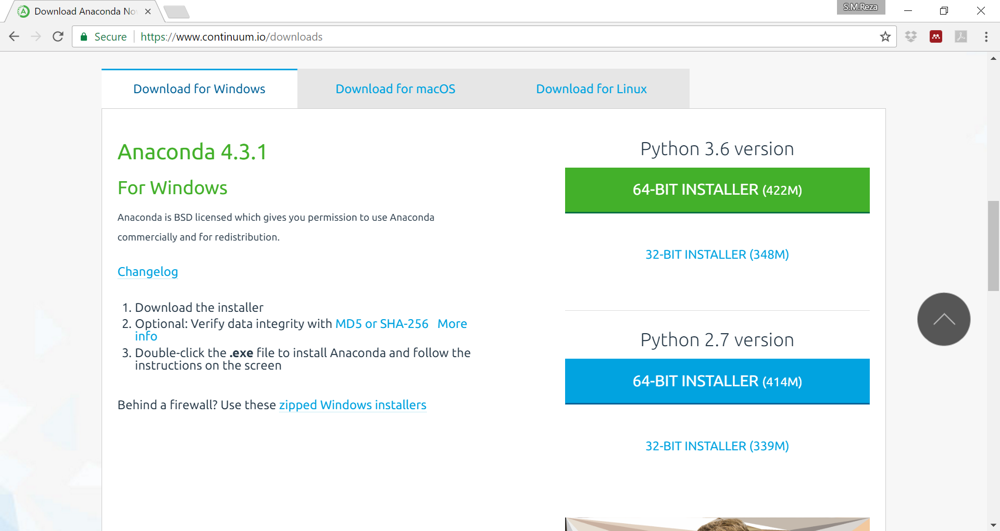 Download Anaconda No
S.M.Reza
Secure https://www.continuum.io/downloads
Download for Windows
Download for macOS
Download for Linux
Anaconda 4.3.1
For Windows
Anaconda is BSD licensed which gives you permission to use Anaconda
commercially and for redistribution.
Changelog
1. Download the installer
2. Optional: Verify data integrity with MD5 or SHA-256 More
info
3. Double-click the .exe file to install Anaconda and follow the
instructions on the screen
Behind a firewall? Use these zipped Windows installers
Python 3.6 version
64-BIT INSTALLER (422M)
32-BIT INSTALLER (348M)
Python 2.7 version
64-BIT INSTALLER (414M)
32-BIT INSTALLER (339M)